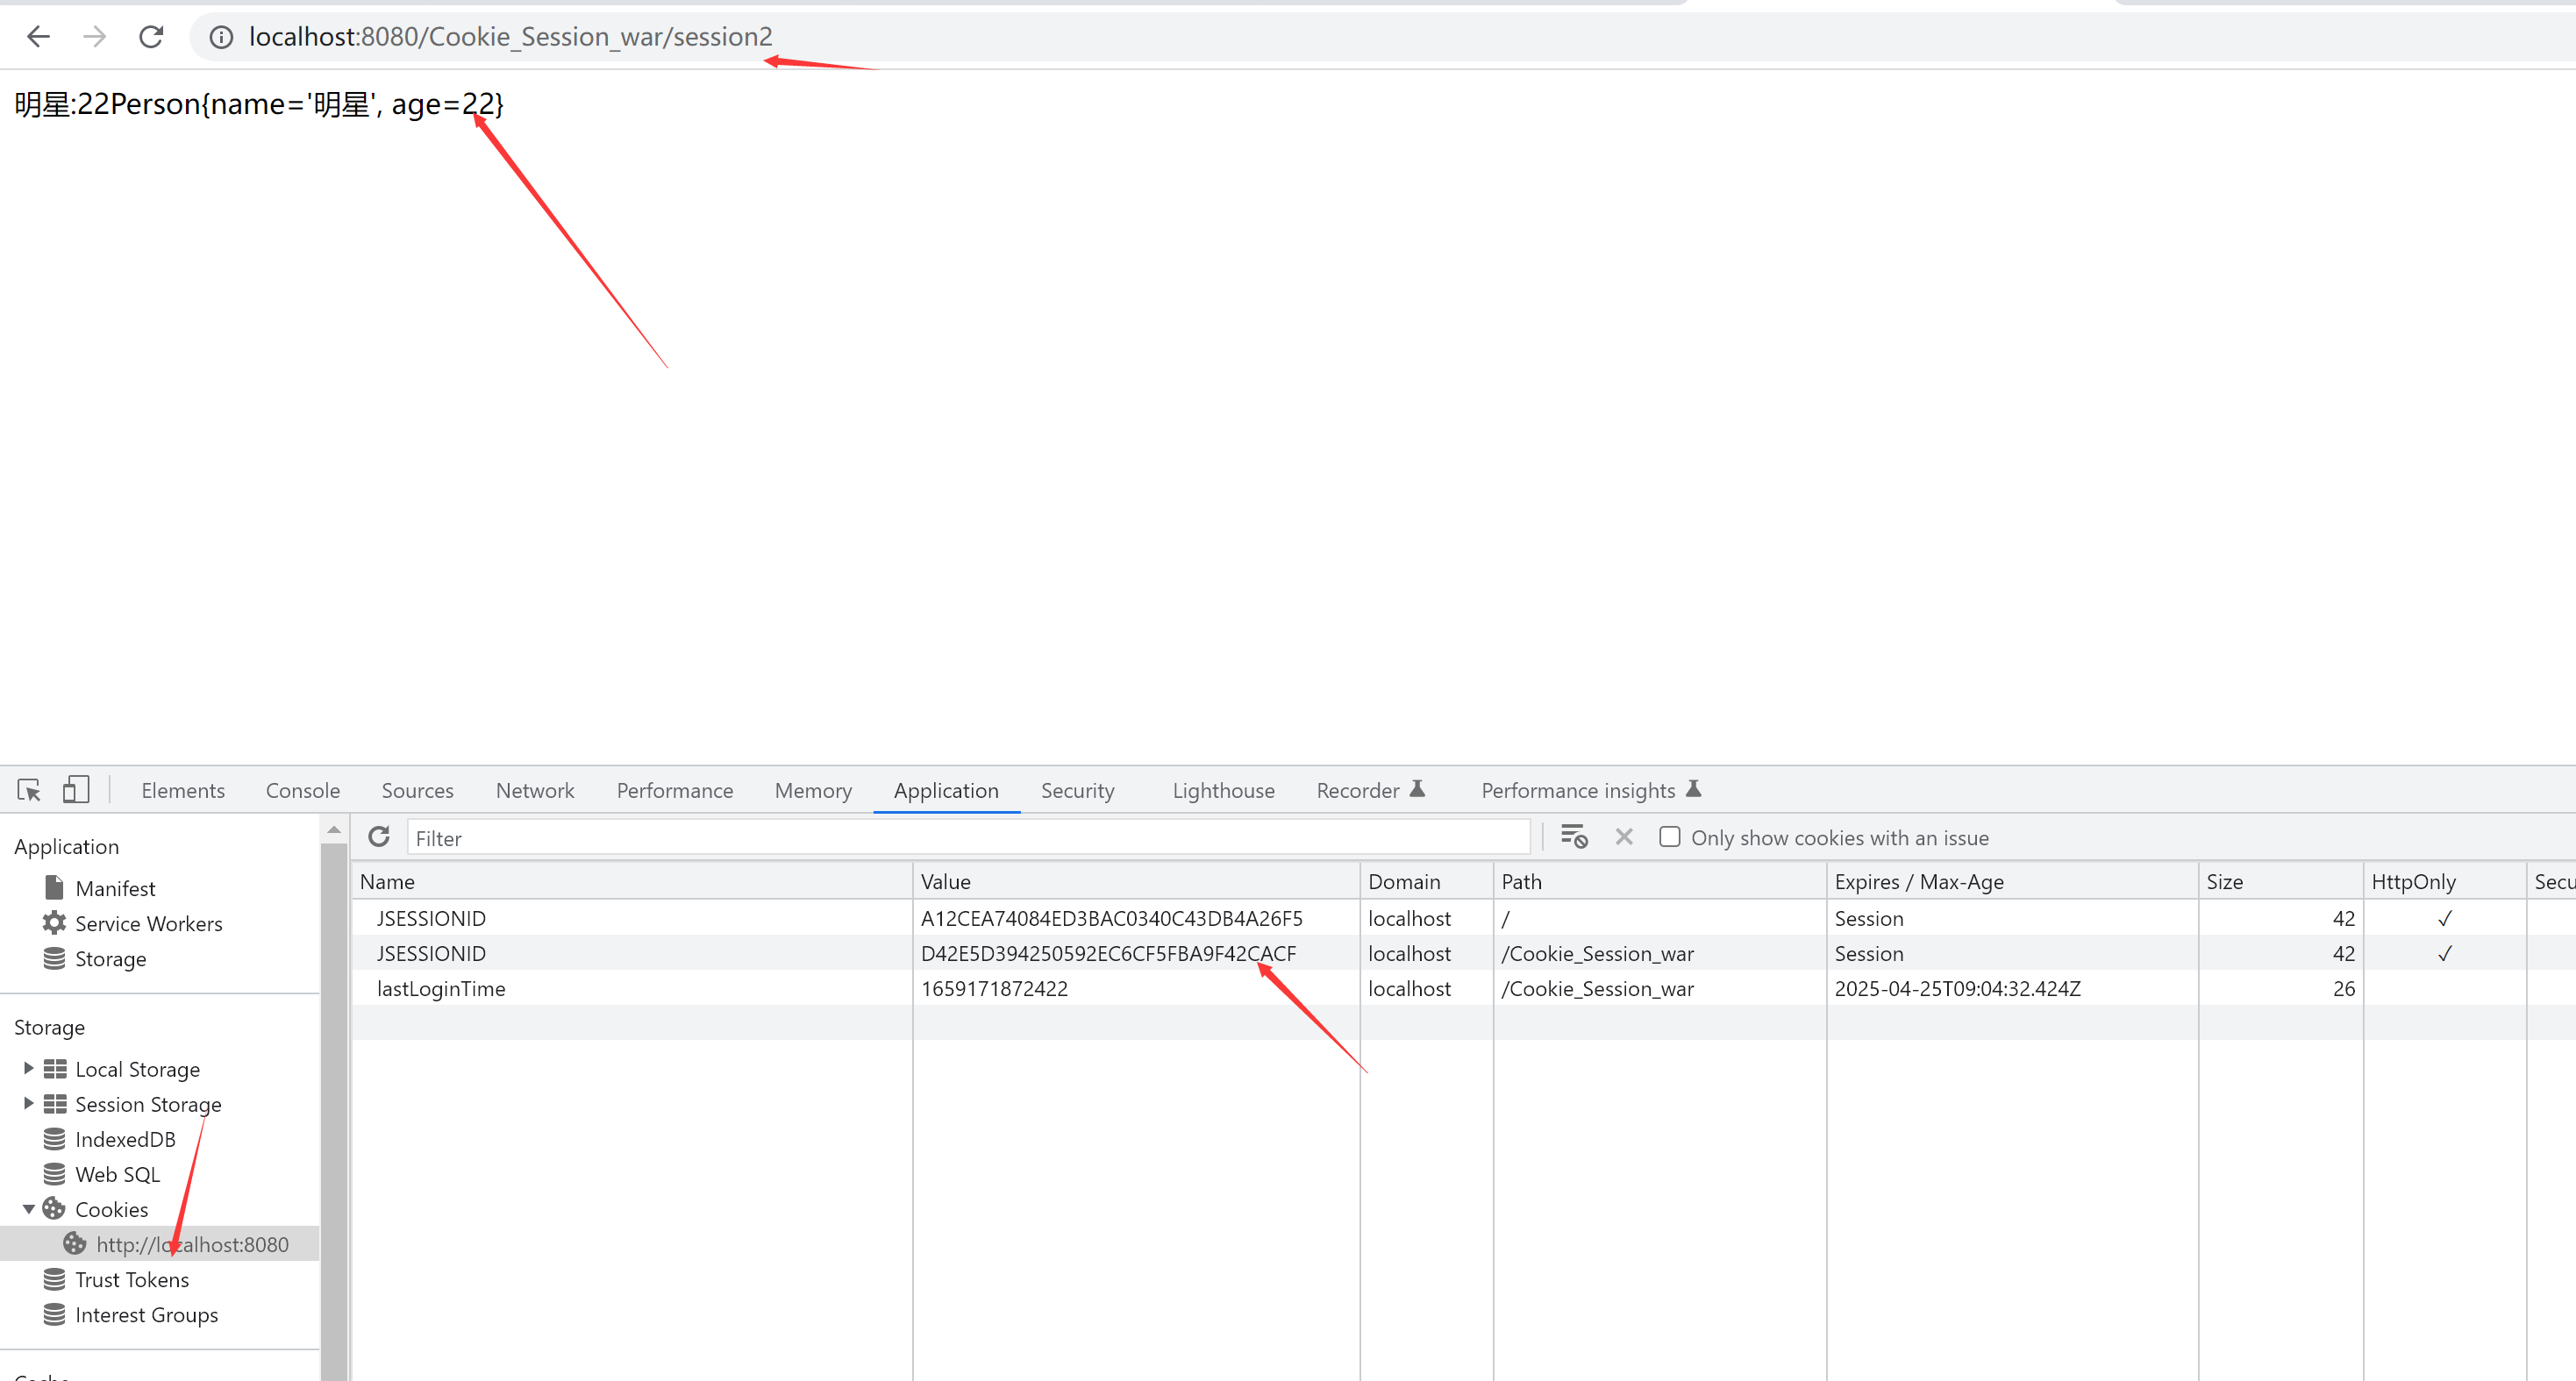 localhost:8080/Cookie_Session_war/session2
明星:22Person{name='明星', age=22}
Elements Console Sources Network Performance Memory Application Security Lighthouse Recorder Performance insights
Application
Manifest
Service Workers
Storage
Storage
Local Storage
Session Storage
IndexedDB
Web SQL
Cookies
http://localhost:8080
Trust Tokens
Interest Groups
Filter Only show cookies with an issue
Name Value Domain Path Expires / Max-Age Size HttpOnly Secu
JSESSIONID A12CEA74084ED3BAC0340C43DB4A26F5 localhost / Session 42 ✓
JSESSIONID D42E5D394250592EC6CF5FBA9F42CACF localhost /Cookie_Session_war Session 42 ✓
lastLoginTime 1659171872422 localhost /Cookie_Session_war 2025-04-25T09:04:32.424Z 26